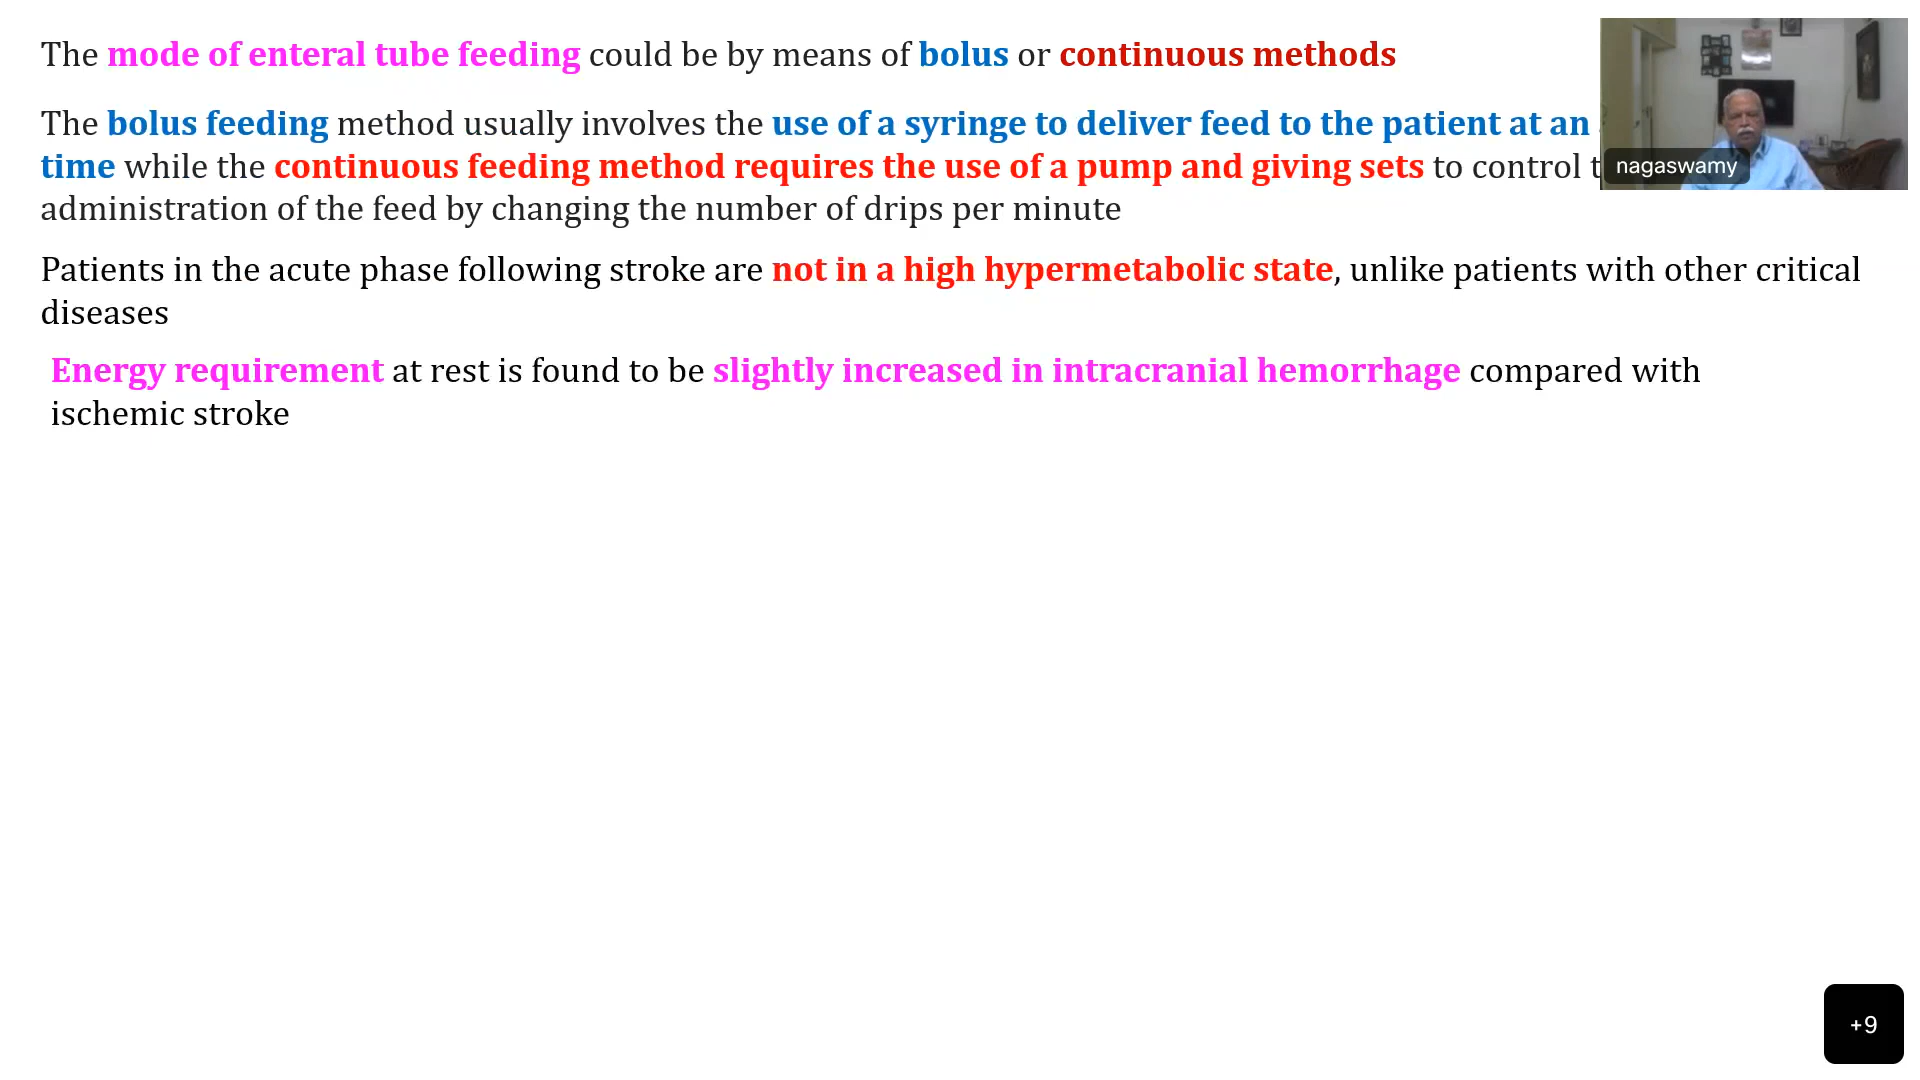 The mode of enteral tube feeding could be by means of bolus or continuous methods
The bolus feeding method usually involves the use of a syringe to deliver feed to the patient at an
time while the continuous feeding method requires the use of a pump and giving sets to control
administration of the feed by changing the number of drips per minute
Patients in the acute phase following stroke are not in a high hypermetabolic state, unlike patients with other critical
diseases
Energy requirement at rest is found to be slightly increased in intracranial hemorrhage compared with
ischemic stroke
nagaswamy
+9